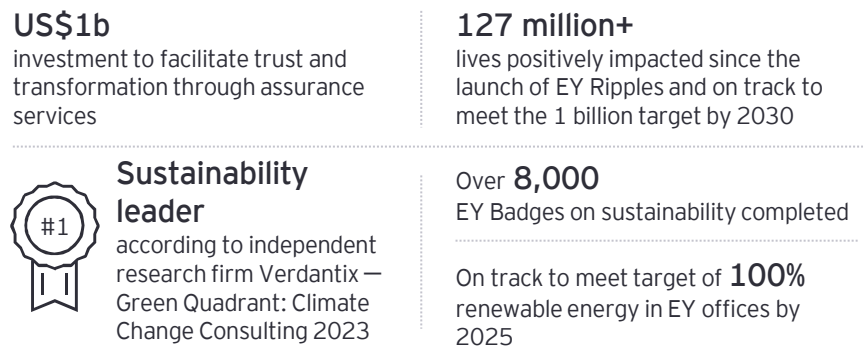 US$1b
investment to facilitate trust and
transformation through assurance
services
127 million+
lives positively impacted since the
launch of EY Ripples and on track to
meet the 1 billion target by 2030
#1
Sustainability
leader
according to independent
research firm Verdantix —
Green Quadrant: Climate
Change Consulting 2023
Over 8,000
EY Badges on sustainability completed
On track to meet target of 100%
renewable energy in EY offices by
2025